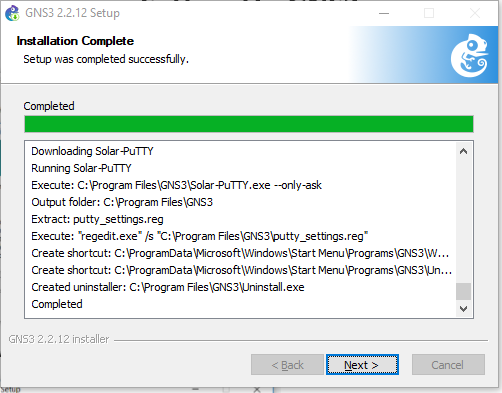 GNS3 2.2.12 Setup
Installation Complete
Setup was completed successfully.
Completed
Downloading Solar-PuTTY
Running Solar-PuTTY
Execute: C:\Program Files\GNS3\Solar-PuTTY.exe --only-ask
Output folder: C:\Program Files\GNS3
Extract: putty_settings.reg
Execute: "regedit.exe" /s "C:\Program Files\GNS3\putty_settings.reg"
Create shortcut: C:\ProgramData\Microsoft\Windows\Start Menu\Programs\GNS3\W...
Create shortcut: C:\ProgramData\Microsoft\Windows\Start Menu\Programs\GNS3\Un...
Created uninstaller: C:\Program Files\GNS3\Uninstall.exe
Completed
GNS3 2.2.12 installer
< Back
Next >
Cancel
Setup